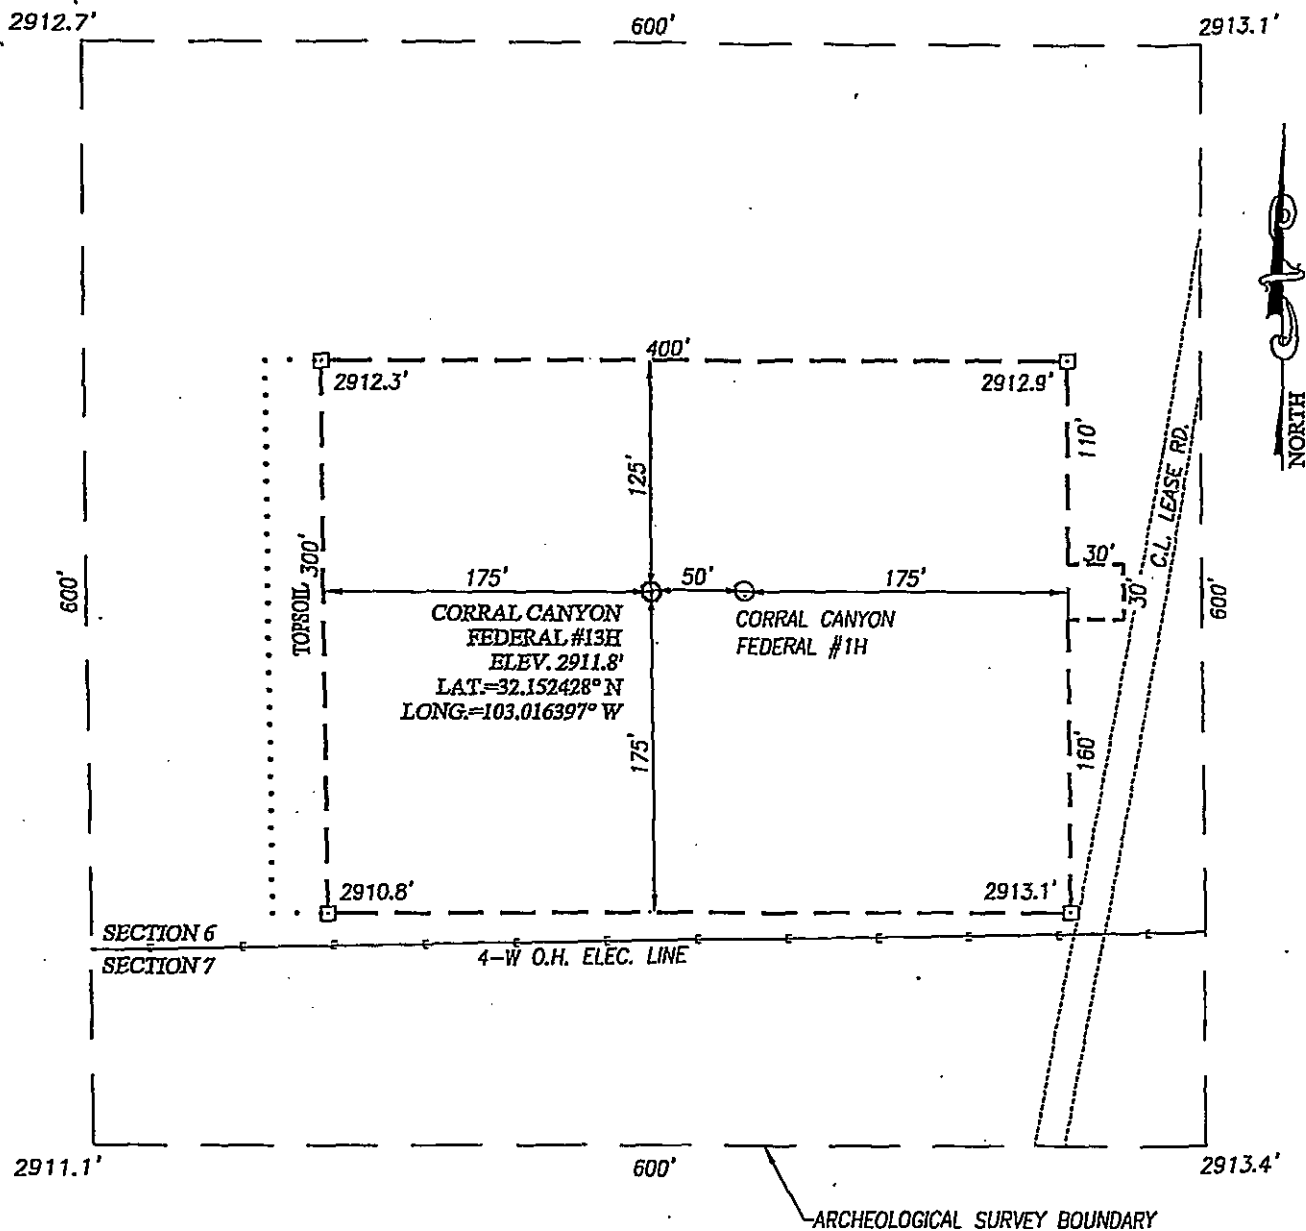 2912.7'
600'
2913.1'
NORTH
400'
2912.3'
2912.9'
110'
125'
C.L. LEASE RD.
TOPSOIL 300'
30'
30'
600'
600'
175'
50'
175'
CORRAL CANYON
FEDERAL #13H
ELEV. 2911.8'
LAT.=32.152428° N
LONG.=103.016397° W
CORRAL CANYON
FEDERAL #1H
175'
160'
2910.8'
2913.1'
SECTION 6
SECTION 7
4-W O.H. ELEC. LINE
2911.1'
600'
2913.4'
ARCHEOLOGICAL SURVEY BOUNDARY